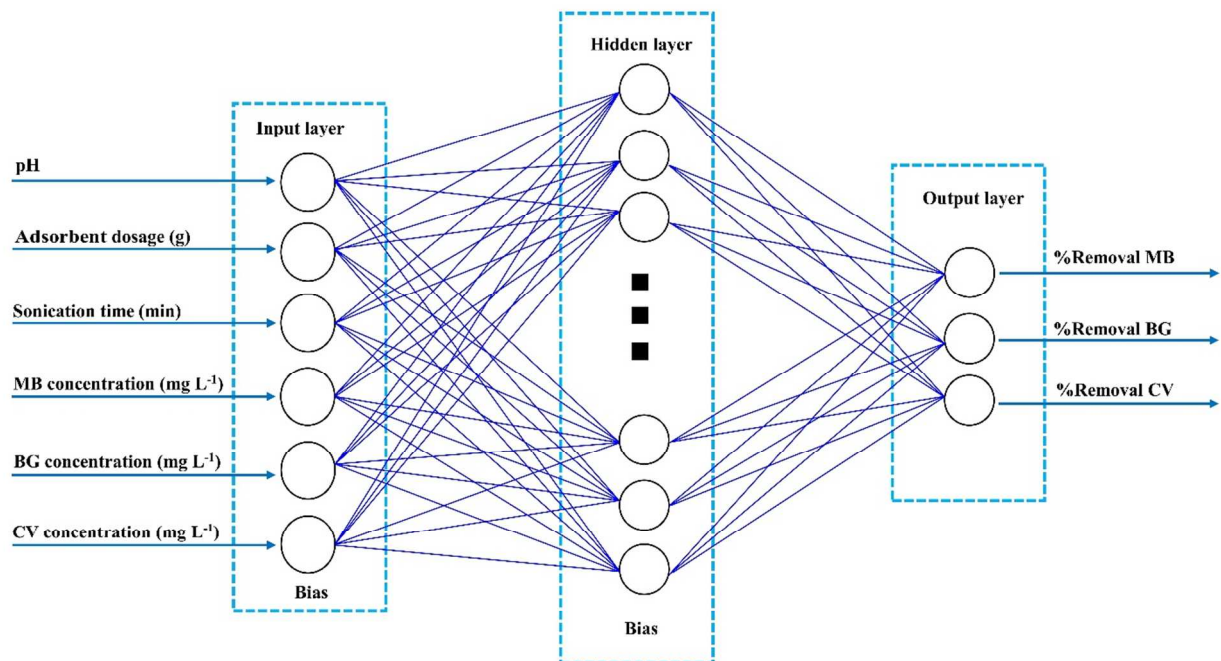 Input layer
pH
Adsorbent dosage (g)
Sonication time (min)
MB concentration (mg L⁻¹)
BG concentration (mg L⁻¹)
CV concentration (mg L⁻¹)
Bias
Hidden layer
Bias
Output layer
%Removal MB
%Removal BG
%Removal CV